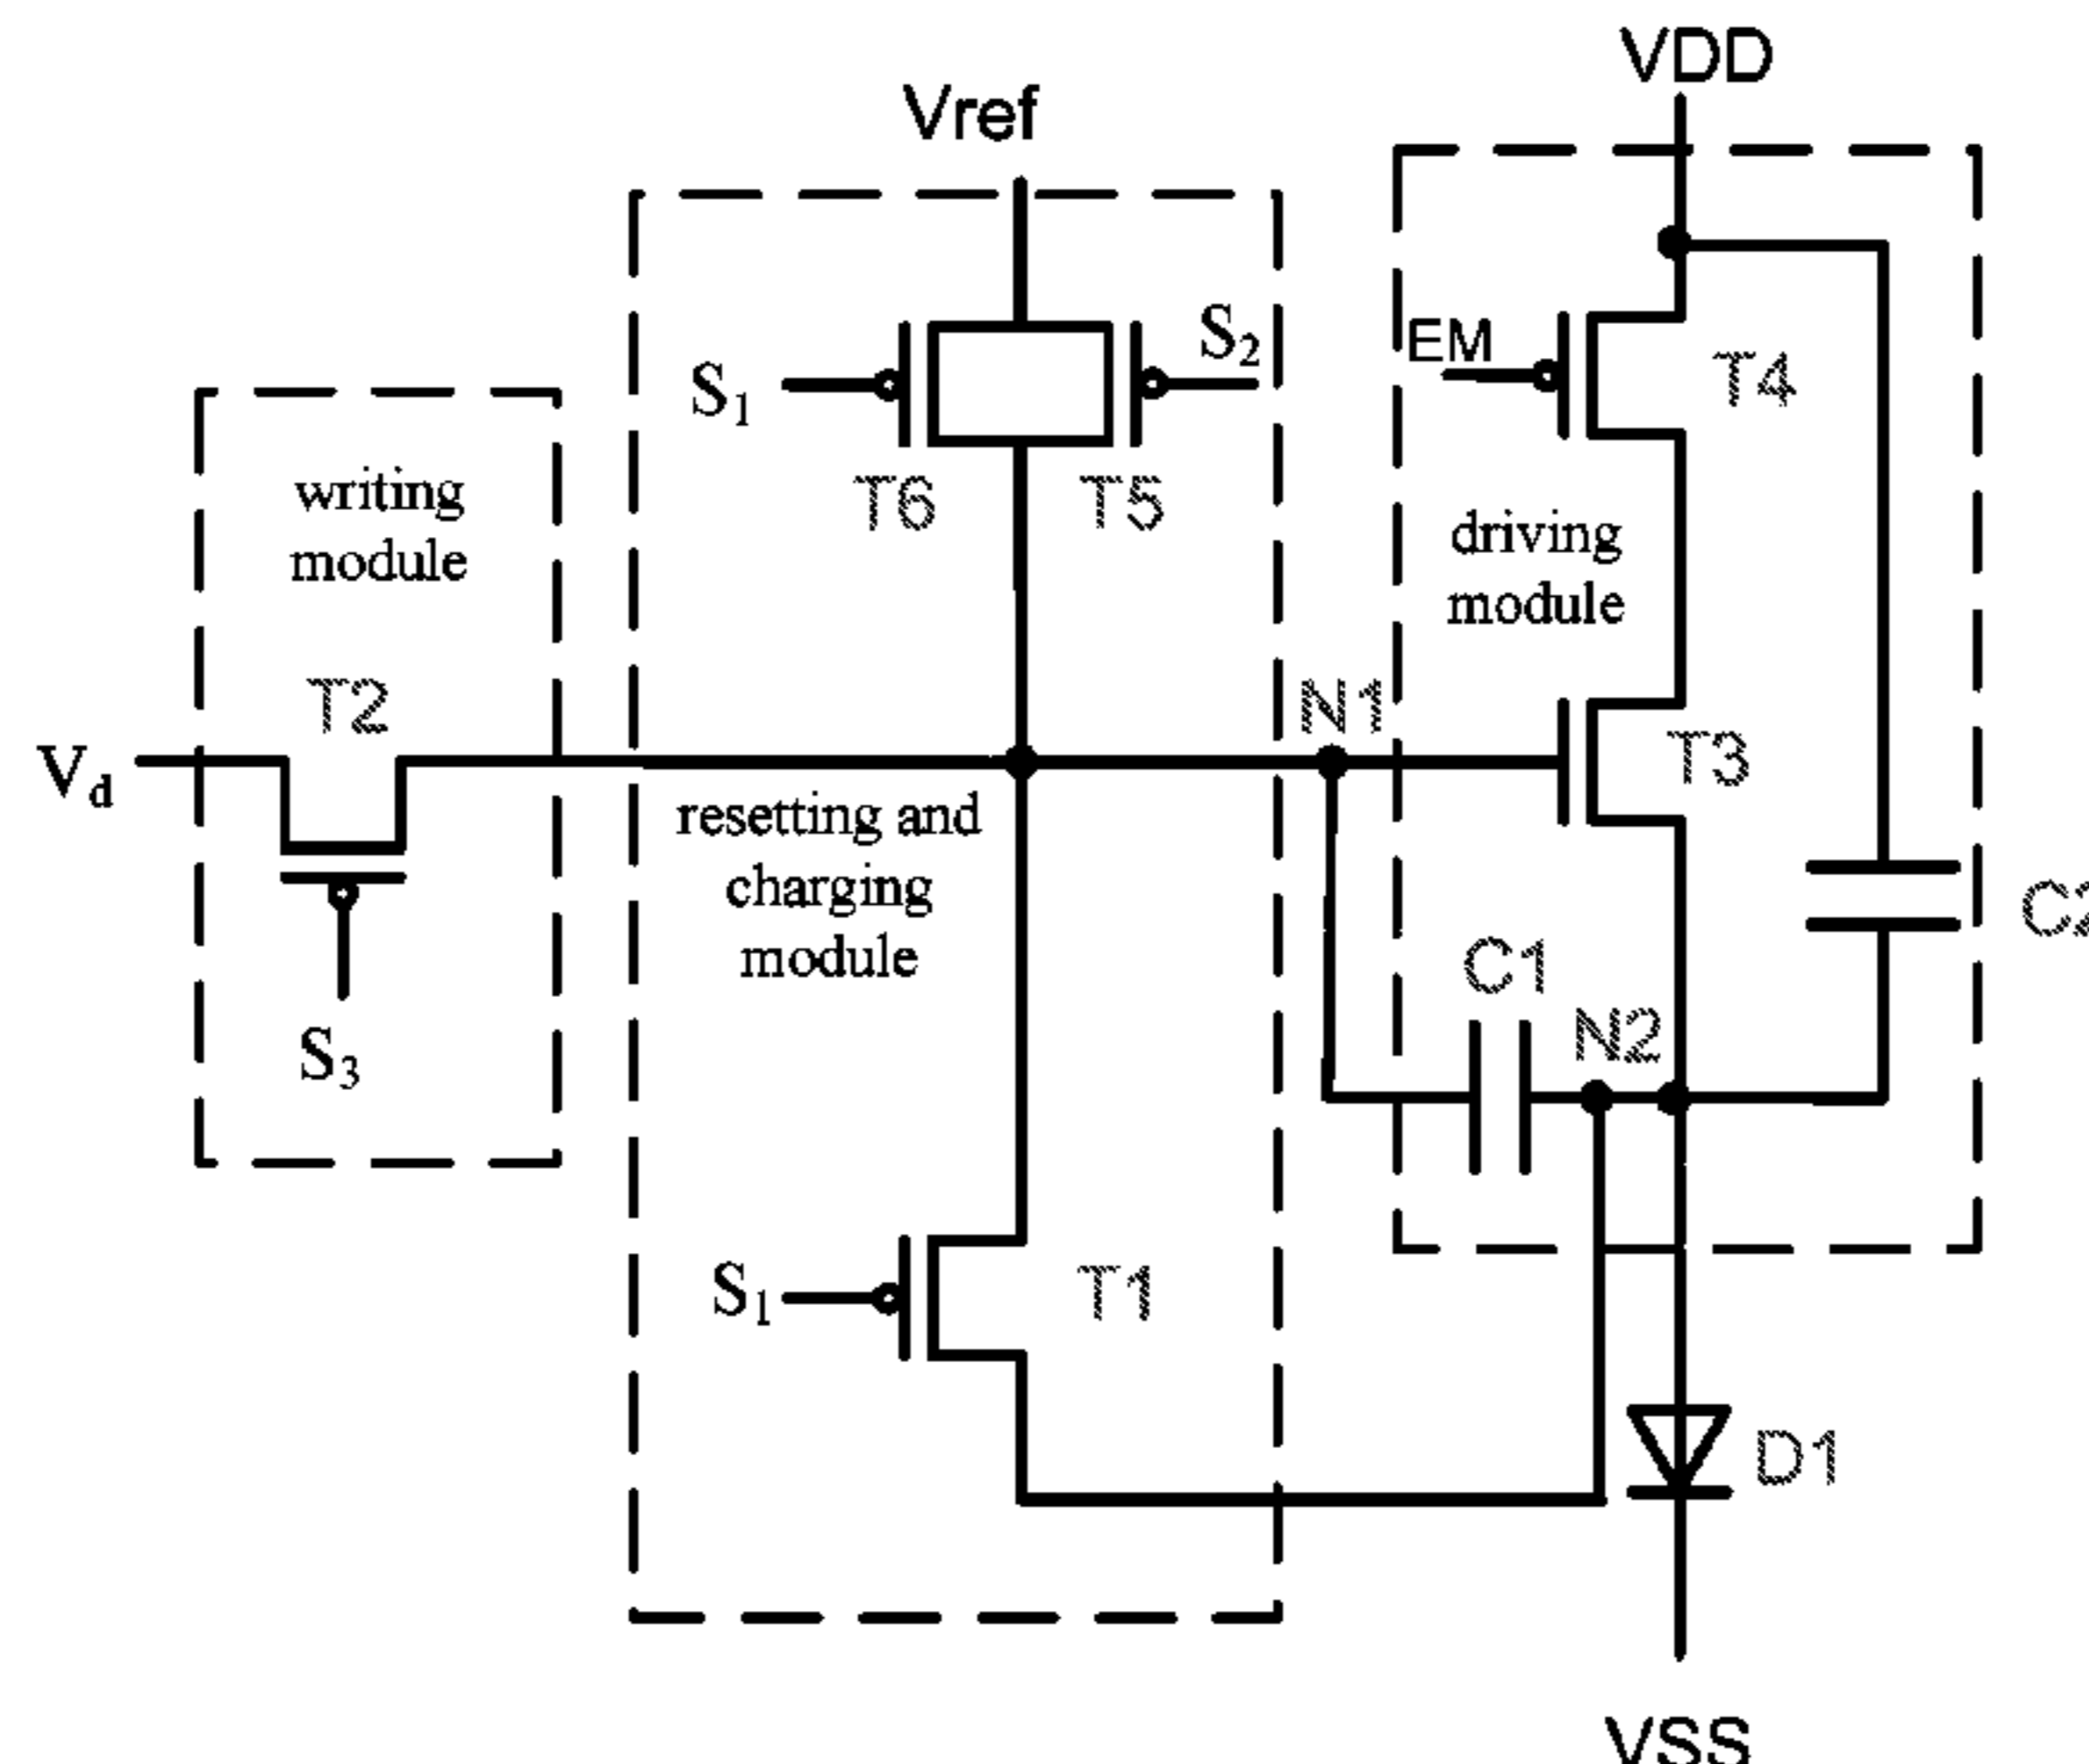 VDD
Vref
S₂
EM
S₁
T4
T6
T5
writing
module
driving
module
T2
N1
T3
V_d
resetting and
charging
module
C1
N2
S₃
S₁
T1
D1
VSS